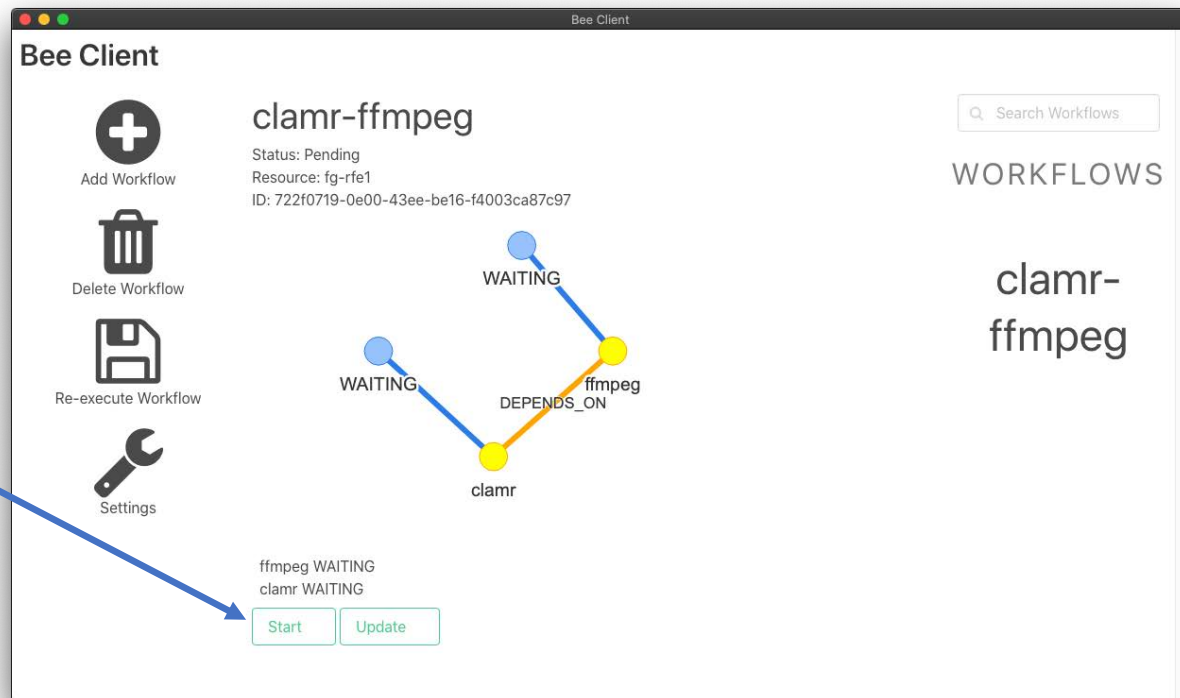 Bee Client
Bee Client
Add Workflow
Delete Workflow
Re-execute Workflow
Settings
clamr-ffmpeg
Status: Pending
Resource: fg-rfe1
ID: 722f0719-0e00-43ee-be16-f4003ca87c97
WAITING
WAITING
ffmpeg
DEPENDS_ON
clamr
ffmpeg WAITING
clamr WAITING
Start
Update
Search Workflows
WORKFLOWS
clamr-
ffmpeg